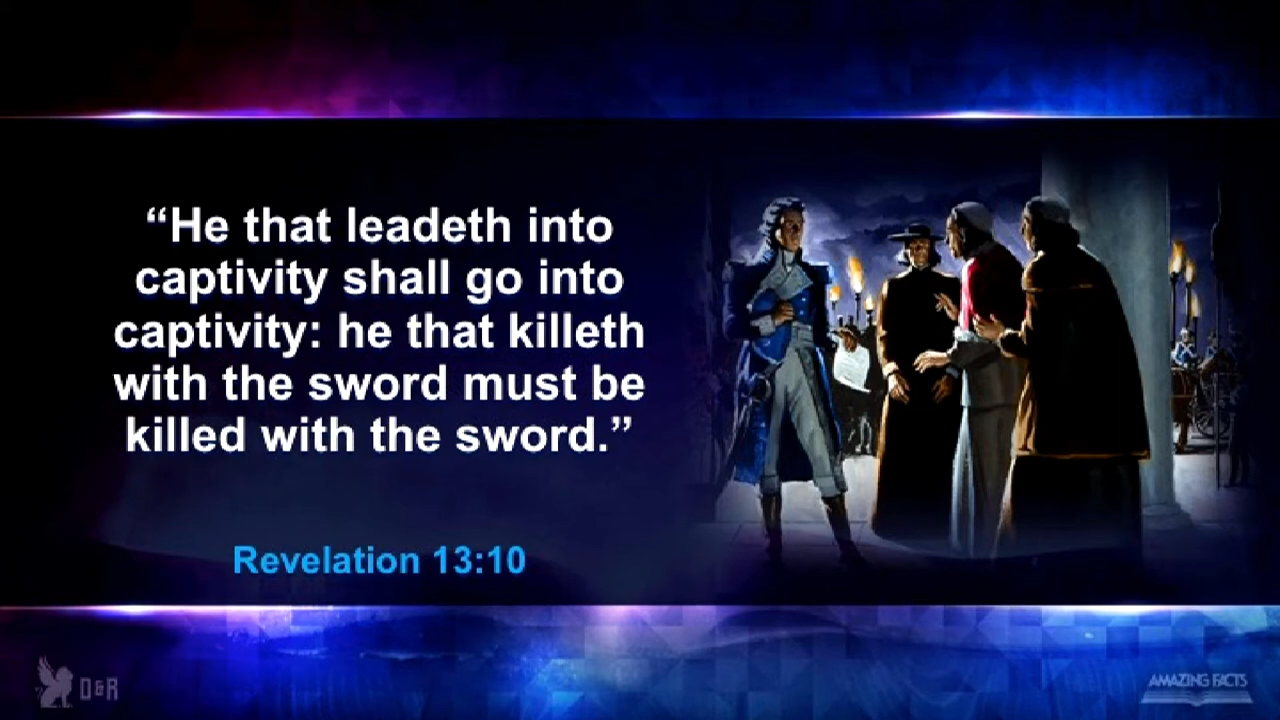 “He that leadeth into
captivity shall go into
captivity: he that killeth
with the sword must be
killed with the sword.”
Revelation 13:10
D&R
AMAZING FACTS